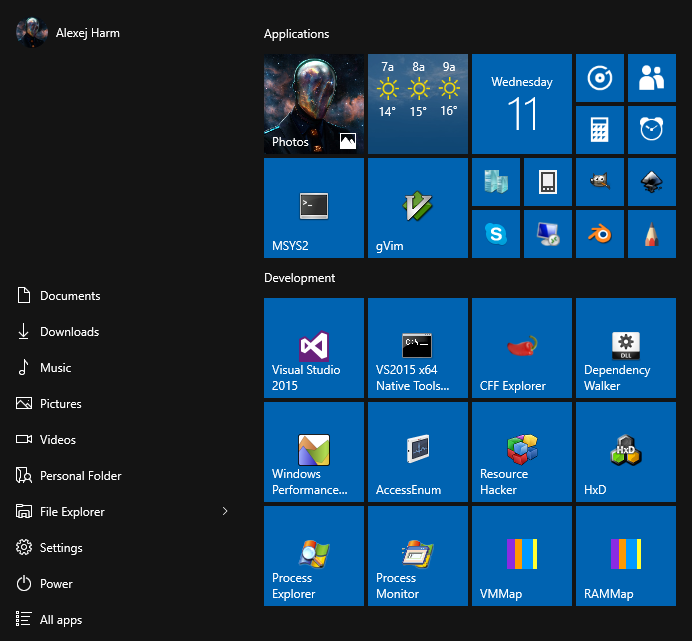 Alexej Harm
Documents
Downloads
Music
Pictures
Videos
Personal Folder
File Explorer
Settings
Power
All apps
Applications
Photos
7a 8a 9a
14° 15° 16°
Wednesday
11
MSYS2
gVim
Development
Visual Studio
2015
C:\.
VS2015 x64
Native Tools...
CFF Explorer
DLL
Dependency
Walker
Windows
Performance...
AccessEnum
Resource
Hacker
HxD
HxD
Process
Explorer
Process
Monitor
VMMap
RAMMap